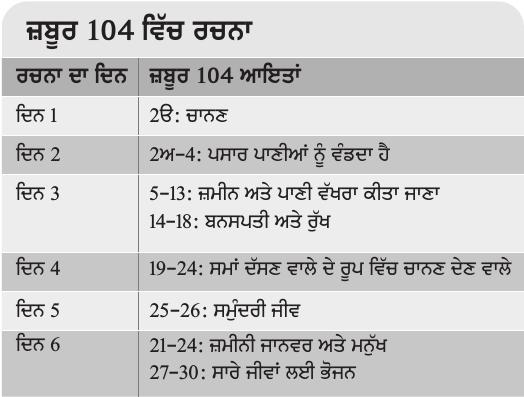 ਜ਼ਬੂਰ 104 ਵਿੱਚ ਰਚਨਾ
ਰਚਨਾ ਦਾ ਦਿਨ ਜ਼ਬੂਰ 104 ਆਇਤਾਂ
ਦਿਨ 1 2ੳ: ਚਾਨਣ
ਦਿਨ 2 2ਅ–4: ਪਸਾਰ ਪਾਣੀਆਂ ਨੂੰ ਵੰਡਦਾ ਹੈ
ਦਿਨ 3 5–13: ਜ਼ਮੀਨ ਅਤੇ ਪਾਣੀ ਵੱਖਰਾ ਕੀਤਾ ਜਾਣਾ
14–18: ਬਨਸਪਤੀ ਅਤੇ ਰੁੱਖ
ਦਿਨ 4 19–24: ਸਮਾਂ ਦੱਸਣ ਵਾਲੇ ਦੇ ਰੂਪ ਵਿੱਚ ਚਾਨਣ ਦੇਣ ਵਾਲੇ
ਦਿਨ 5 25–26: ਸਮੁੰਦਰੀ ਜੀਵ
ਦਿਨ 6 21–24: ਜ਼ਮੀਨੀ ਜਾਨਵਰ ਅਤੇ ਮਨੁੱਖ
27–30: ਸਾਰੇ ਜੀਵਾਂ ਲਈ ਭੋਜਨ